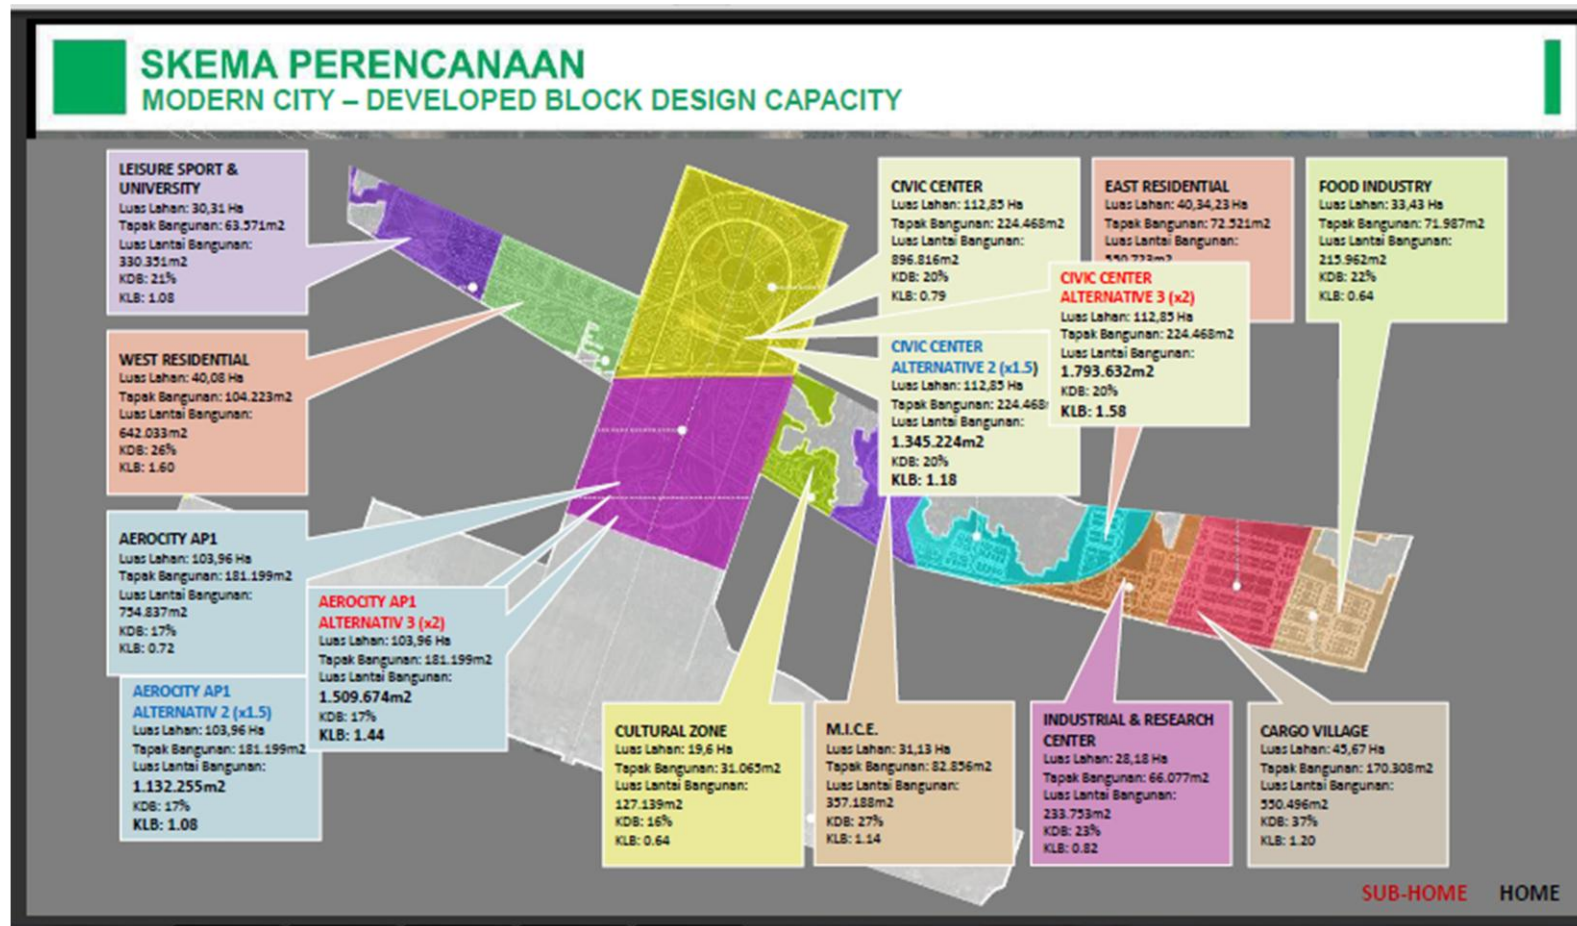 SKEMA PERENCANAAN
MODERN CITY – DEVELOPED BLOCK DESIGN CAPACITY
LEISURE SPORT &
UNIVERSITY
Luas Lahan: 30,31 Ha
Tapak Bangunan: 63.571m2
Luas Lantai Bangunan:
330.351m2
KDB: 21%
KLB: 1.08
WEST RESIDENTIAL
Luas Lahan: 40,08 Ha
Tapak Bangunan: 104.223m2
Luas Lantai Bangunan:
642.033m2
KDB: 26%
KLB: 1.60
AEROCITY AP1
Luas Lahan: 103,96 Ha
Tapak Bangunan: 181.199m2
Luas Lantai Bangunan:
754.837m2
KDB: 17%
KLB: 0.72
AEROCITY AP1
ALTERNATIV 2 (x1.5)
Luas Lahan: 103,96 Ha
Tapak Bangunan: 181.199m2
Luas Lantai Bangunan:
1.132.255m2
KDB: 17%
KLB: 1.08
AEROCITY AP1
ALTERNATIV 3 (x2)
Luas Lahan: 103,96 Ha
Tapak Bangunan: 181.199m2
Luas Lantai Bangunan:
1.509.674m2
KDB: 17%
KLB: 1.44
CIVIC CENTER
Luas Lahan: 112,85 Ha
Tapak Bangunan: 224.468m2
Luas Lantai Bangunan:
896.816m2
KDB: 20%
KLB: 0.79
CIVIC CENTER
ALTERNATIVE 2 (x1.5)
Luas Lahan: 112,85 Ha
Tapak Bangunan: 224.468
Luas Lantai Bangunan:
1.345.224m2
KDB: 20%
KLB: 1.18
EAST RESIDENTIAL
Luas Lahan: 40,34,23 Ha
Tapak Bangunan: 72.521m2
Luas Lantai Bangunan:
550.723m2
CIVIC CENTER
ALTERNATIVE 3 (x2)
Luas Lahan: 112,85 Ha
Tapak Bangunan: 224.468m2
Luas Lantai Bangunan:
1.793.632m2
KDB: 20%
KLB: 1.58
FOOD INDUSTRY
Luas Lahan: 33,43 Ha
Tapak Bangunan: 71.987m2
Luas Lantai Bangunan:
215.962m2
KDB: 22%
KLB: 0.64
CULTURAL ZONE
Luas Lahan: 19,6 Ha
Tapak Bangunan: 31.065m2
Luas Lantai Bangunan:
127.139m2
KDB: 16%
KLB: 0.64
M.I.C.E.
Luas Lahan: 31,13 Ha
Tapak Bangunan: 82.856m2
Luas Lantai Bangunan:
357.188m2
KDB: 27%
KLB: 1.14
INDUSTRIAL & RESEARCH
CENTER
Luas Lahan: 28,18 Ha
Tapak Bangunan: 66.077m2
Luas Lantai Bangunan:
233.753m2
KDB: 23%
KLB: 0.82
CARGO VILLAGE
Luas Lahan: 45,67 Ha
Tapak Bangunan: 170.308m2
Luas Lantai Bangunan:
550.496m2
KDB: 37%
KLB: 1.20
SUB-HOME HOME